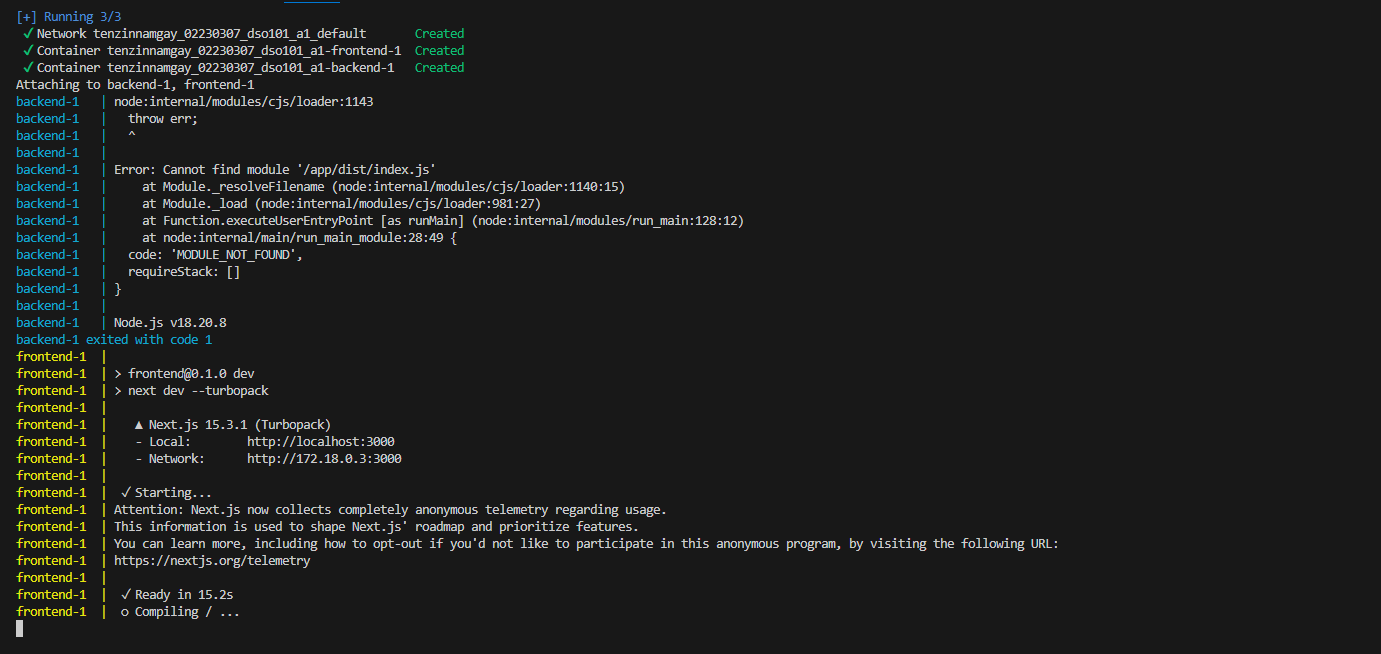 [+] Running 3/3
✓ Network tenzinnamgay_02230307_dso101_a1_default Created
✓ Container tenzinnamgay_02230307_dso101_a1-frontend-1 Created
✓ Container tenzinnamgay_02230307_dso101_a1-backend-1 Created
Attaching to backend-1, frontend-1
backend-1 | node:internal/modules/cjs/loader:1143
backend-1 | throw err;
backend-1 | ^
backend-1 |
backend-1 | Error: Cannot find module '/app/dist/index.js'
backend-1 | at Module._resolveFilename (node:internal/modules/cjs/loader:1140:15)
backend-1 | at Module._load (node:internal/modules/cjs/loader:981:27)
backend-1 | at Function.executeUserEntryPoint [as runMain] (node:internal/modules/run_main:128:12)
backend-1 | at node:internal/main/run_main_module:28:49 {
backend-1 | code: 'MODULE_NOT_FOUND',
backend-1 | requireStack: []
backend-1 | }
backend-1 |
backend-1 | Node.js v18.20.8
backend-1 exited with code 1
frontend-1 |
frontend-1 | > frontend@0.1.0 dev
frontend-1 | > next dev --turbopack
frontend-1 |
frontend-1 | ▲ Next.js 15.3.1 (Turbopack)
frontend-1 | - Local: http://localhost:3000
frontend-1 | - Network: http://172.18.0.3:3000
frontend-1 |
frontend-1 | ✓ Starting...
frontend-1 | Attention: Next.js now collects completely anonymous telemetry regarding usage.
frontend-1 | This information is used to shape Next.js' roadmap and prioritize features.
frontend-1 | You can learn more, including how to opt-out if you'd not like to participate in this anonymous program, by visiting the following URL:
frontend-1 | https://nextjs.org/telemetry
frontend-1 |
frontend-1 | ✓ Ready in 15.2s
frontend-1 | ○ Compiling / ...